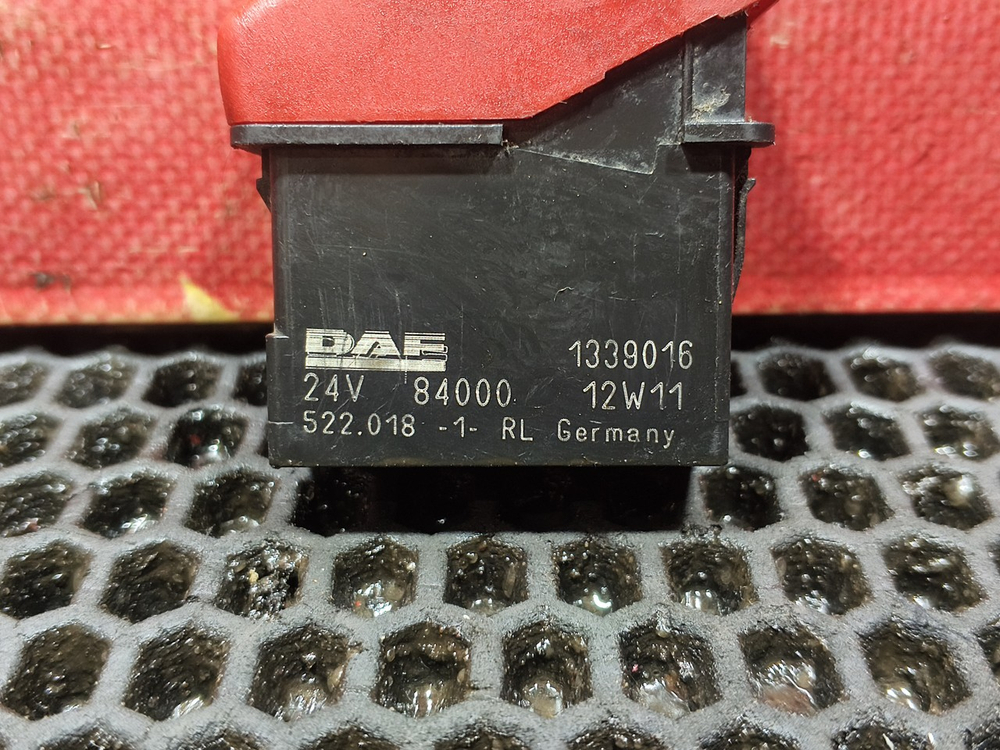 DAF 1339016
24V 84000 12W11
522.018 -1- RL Germany